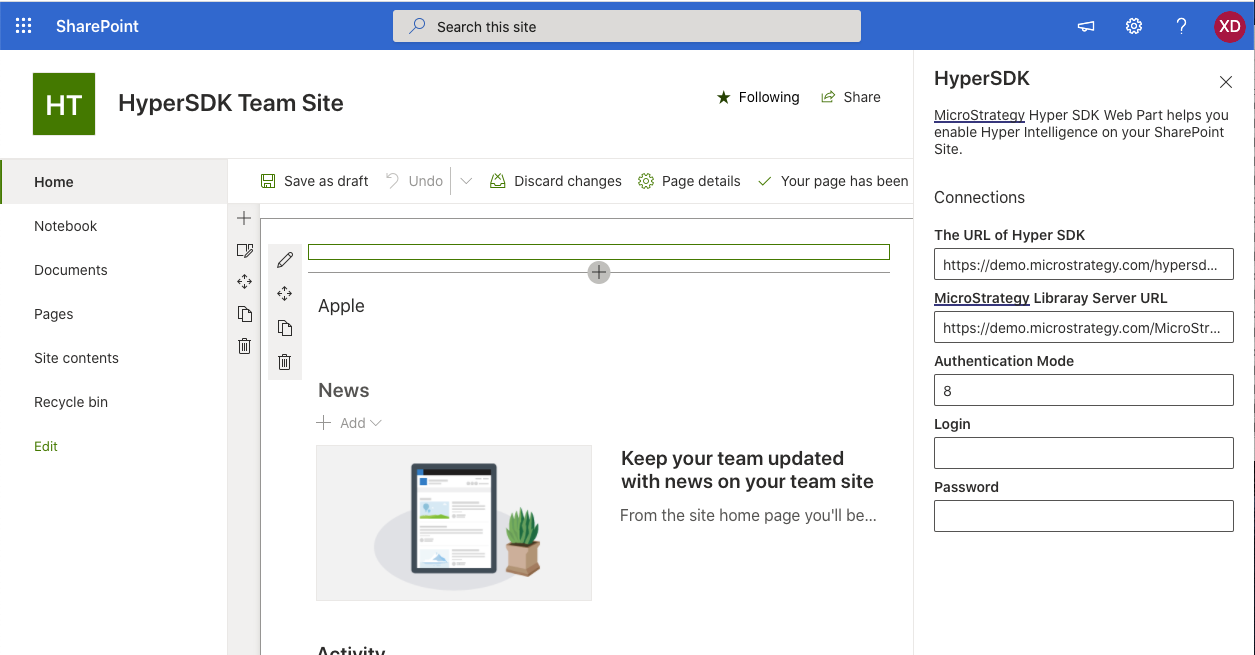 SharePoint
Search this site
XD
HT
HyperSDK Team Site
Following
Share
Home
Notebook
Documents
Pages
Site contents
Recycle bin
Edit
Save as draft
Undo
Discard changes
Page details
Your page has been
Apple
News
Add
Keep your team updated
with news on your team site
From the site home page you'll be...
Activity
HyperSDK
MicroStrategy Hyper SDK Web Part helps you
enable Hyper Intelligence on your SharePoint
Site.
Connections
The URL of Hyper SDK
https://demo.microstrategy.com/hypersd...
MicroStrategy Libraray Server URL
https://demo.microstrategy.com/MicroStr...
Authentication Mode
8
Login
Password